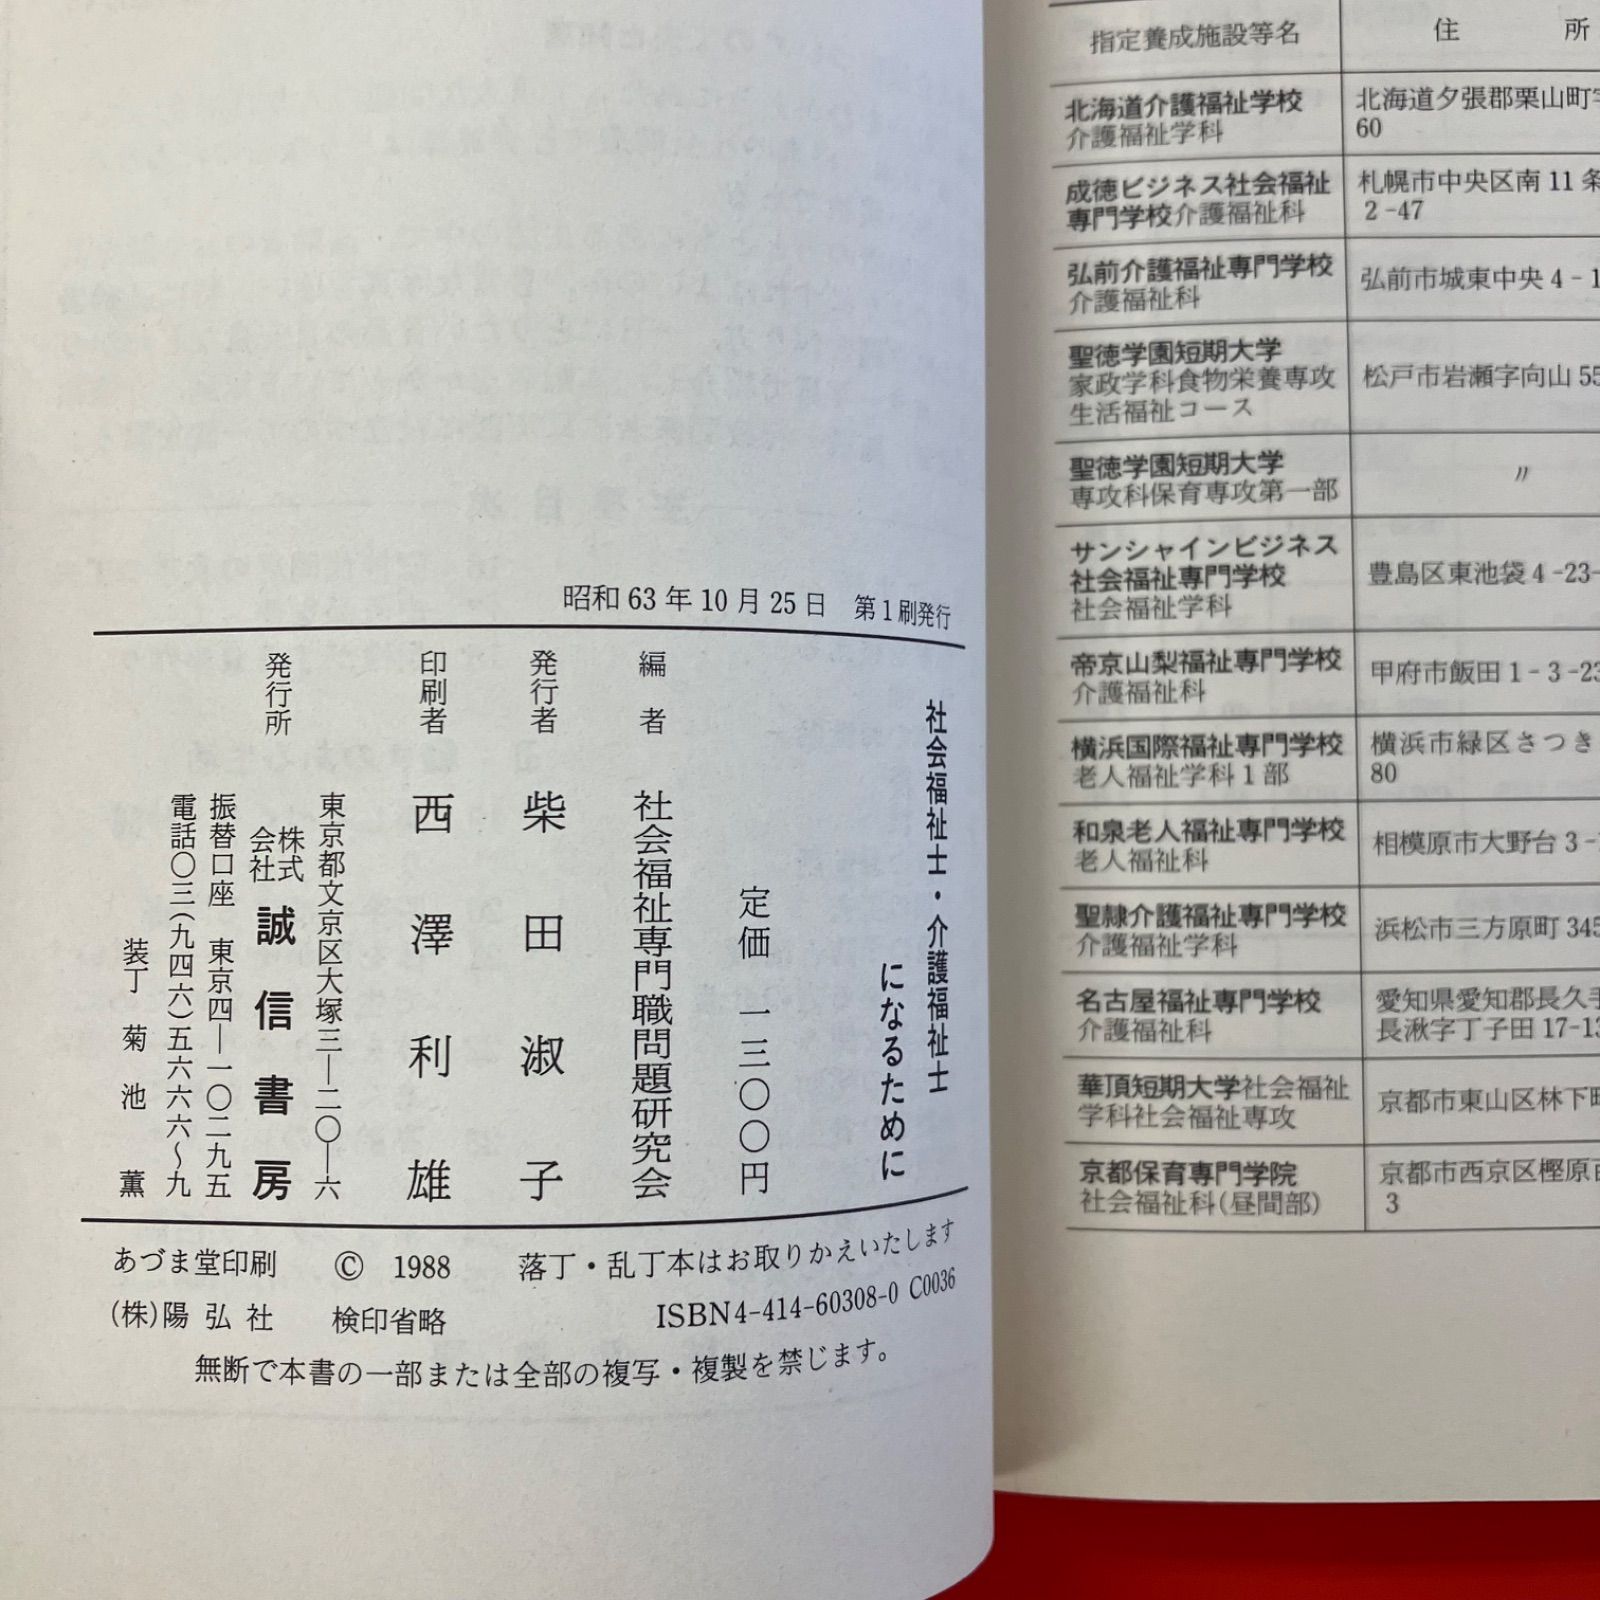 昭和63年10月25日 第1刷発行
社会福祉士・介護福祉士
になるために
定価 一三〇〇円
編者 社会福祉専門職問題研究会
発行者 柴田淑子
印刷者 西澤利雄
東京都文京区大塚三―二〇―六
発行所 株式会社 誠信書房
振替口座 東京四―一〇二九五
電話〇三(九四六)五六六六〜九
装丁 菊池 薫
落丁・乱丁本はお取りかえいたします
ISBN4-414-60308-0 C0036
© 1988
検印省略
あづま堂印刷
(株)陽弘社
無断で本書の一部または全部の複写・複製を禁じます。
指定養成施設等名 住 所
北海道介護福祉学校 北海道夕張郡栗山町字
介護福祉学科 60
成徳ビジネス社会福祉 札幌市中央区南11条
専門学校介護福祉科 2-47
弘前介護福祉専門学校
介護福祉科
弘前市城東中央4-1
聖徳学園短期大学
家政学科食物栄養専攻
生活福祉コース
松戸市岩瀬字向山55
聖徳学園短期大学
専攻科保育専攻第一部
〃
サンシャインビジネス
社会福祉専門学校
社会福祉学科
豊島区東池袋4-23-
帝京山梨福祉専門学校
介護福祉科
甲府市飯田1-3-23
横浜国際福祉専門学校 横浜市緑区さつき
老人福祉学科1部 80
和泉老人福祉専門学校
老人福祉科
相模原市大野台3-
聖隷介護福祉専門学校
介護福祉学科
浜松市三方原町345
名古屋福祉専門学校 愛知県愛知郡長久手
介護福祉科 長湫字丁子田17-13
華頂短期大学社会福祉
学科社会福祉専攻
京都市東山区林下町
京都保育専門学院 京都市西京区樫原百
社会福祉科(昼間部) 3